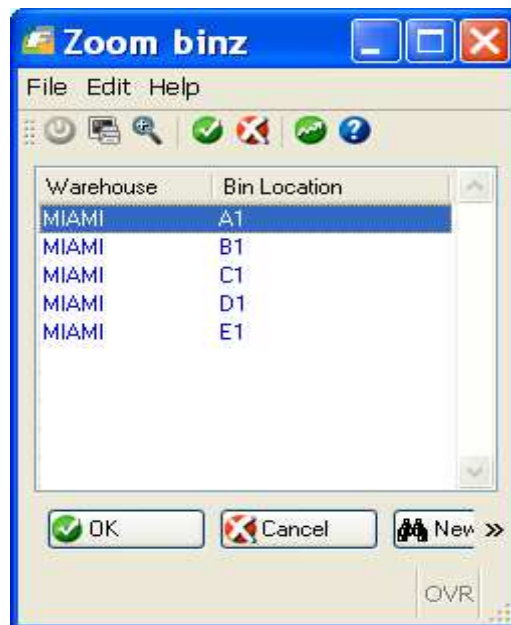 Zoom binz
File Edit Help
Warehouse Bin Location
MIAMI A1
MIAMI B1
MIAMI C1
MIAMI D1
MIAMI E1
OK Cancel New »
OVR